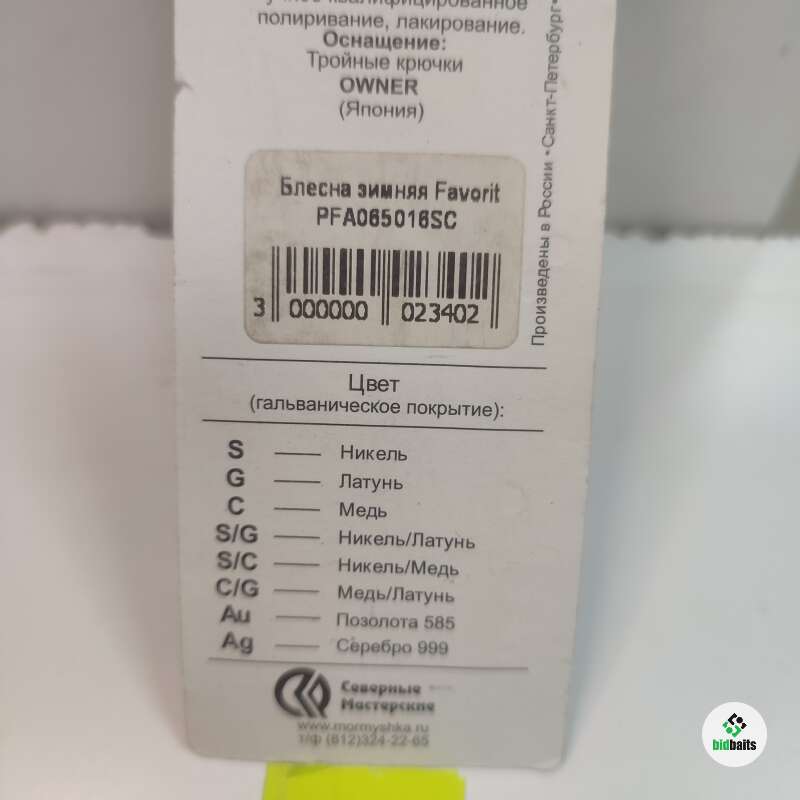 полиривание, лакирование.
Оснащение:
Тройные крючки
OWNER
(Япония)
Произведены в России • Санкт-Петербург •
Блесна зимняя Favorit
PFA065016SC
3 000000 023402
Цвет
(гальваническое покрытие):
S — Никель
G — Латунь
C — Медь
S/G — Никель/Латунь
S/C — Никель/Медь
C/G — Медь/Латунь
Au — Позолота 585
Ag — Серебро 999
Северные
Мастерские
www.mormyshka.ru
т/ф (812)324-22-65
bidbaits